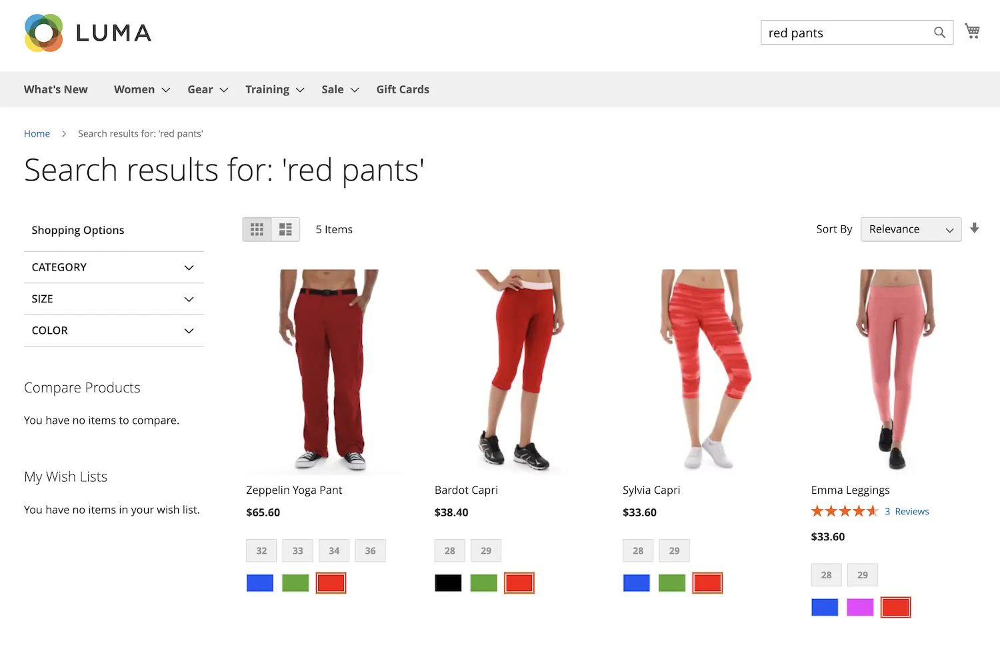 LUMA
red pants
What's New Women Gear Training Sale Gift Cards
Home Search results for: 'red pants'
Search results for: 'red pants'
Shopping Options
CATEGORY
SIZE
COLOR
Compare Products
You have no items to compare.
My Wish Lists
You have no items in your wish list.
5 Items
Sort By Relevance
Zeppelin Yoga Pant
$65.60
32 33 34 36
Bardot Capri
$38.40
28 29
Sylvia Capri
$33.60
28 29
Emma Leggings
3 Reviews
$33.60
28 29